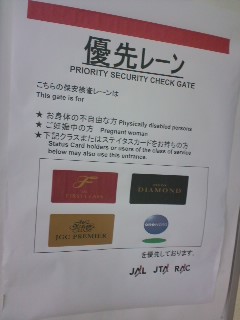 優先レーン
PRIORITY SECURITY CHECK GATE
こちらの保安検査レーンは
This gate is for
★お身体の不自由な方 Physically disabled persons
★ご妊娠中の方 Pregnant woman
★下記クラスまたはステイタスカードをお持ちの方
Status Card holders or users of the class of service
below may also use this entrance.
F
DIAMOND
JGC PREMIER
を優先しております。
JAL JTA RAC